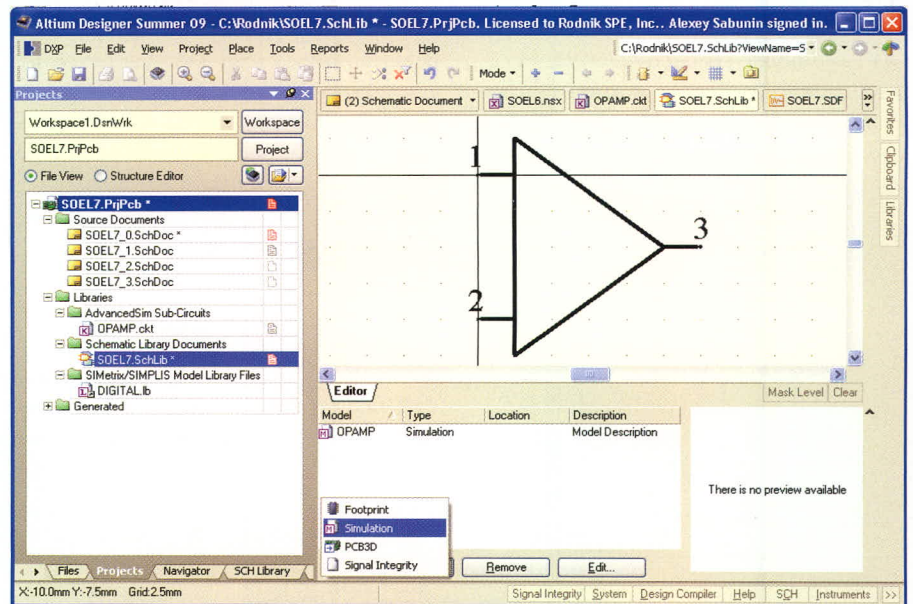 Altium Designer Summer 09 - C:\Rodnik\SOEL7.SchLib * - SOEL7.PrjPcb. Licensed to Rodnik SPE, Inc.. Alexey Sabunin signed in.
DXP File Edit View Project Place Tools Reports Window Help C:\Rodnik\SOEL7.SchLib?ViewName=S
Mode
Projects
(2) Schematic Document SOEL6.nsx OPAMP.ckt SOEL7.SchLib * SOEL7.SDF
Workspace1.DsnWrk Workspace
SOEL7.PrjPcb Project
File View Structure Editor
SOEL7.PrjPcb *
Source Documents
SOEL7_0.SchDoc *
SOEL7_1.SchDoc
SOEL7_2.SchDoc
SOEL7_3.SchDoc
Libraries
AdvancedSim Sub-Circuits
OPAMP.ckt
Schematic Library Documents
SOEL7.SchLib *
SIMetrix/SIMPLIS Model Library Files
DIGITAL.lb
Generated
1
2
3
Favorites
Clipboard
Libraries
Editor Mask Level Clear
Model Type Location Description
OPAMP Simulation Model Description
There is no preview available
Footprint
Simulation
PCB3D
Signal Integrity
Remove Edit...
Files Projects Navigator SCH Library
X:-10.0mm Y:-7.5mm Grid:2.5mm Signal Integrity System Design Compiler Help SCH Instruments >>